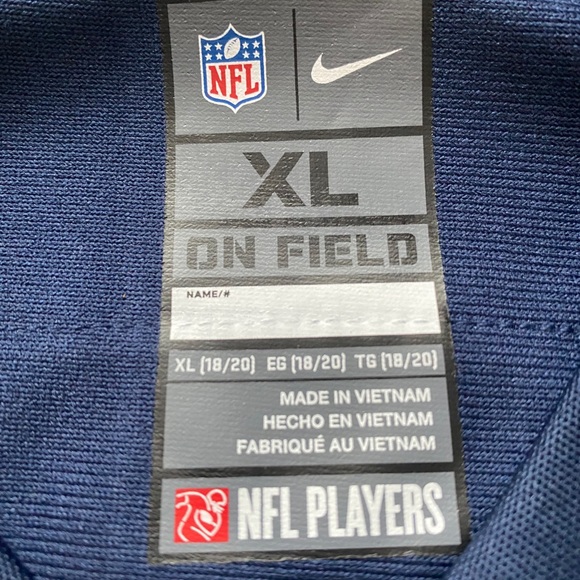 NFL
XL
ON FIELD
NAME/#
XL (18/20) EG (18/20) TG (18/20)
MADE IN VIETNAM
HECHO EN VIETNAM
FABRIQUÉ AU VIETNAM
NFL PLAYERS